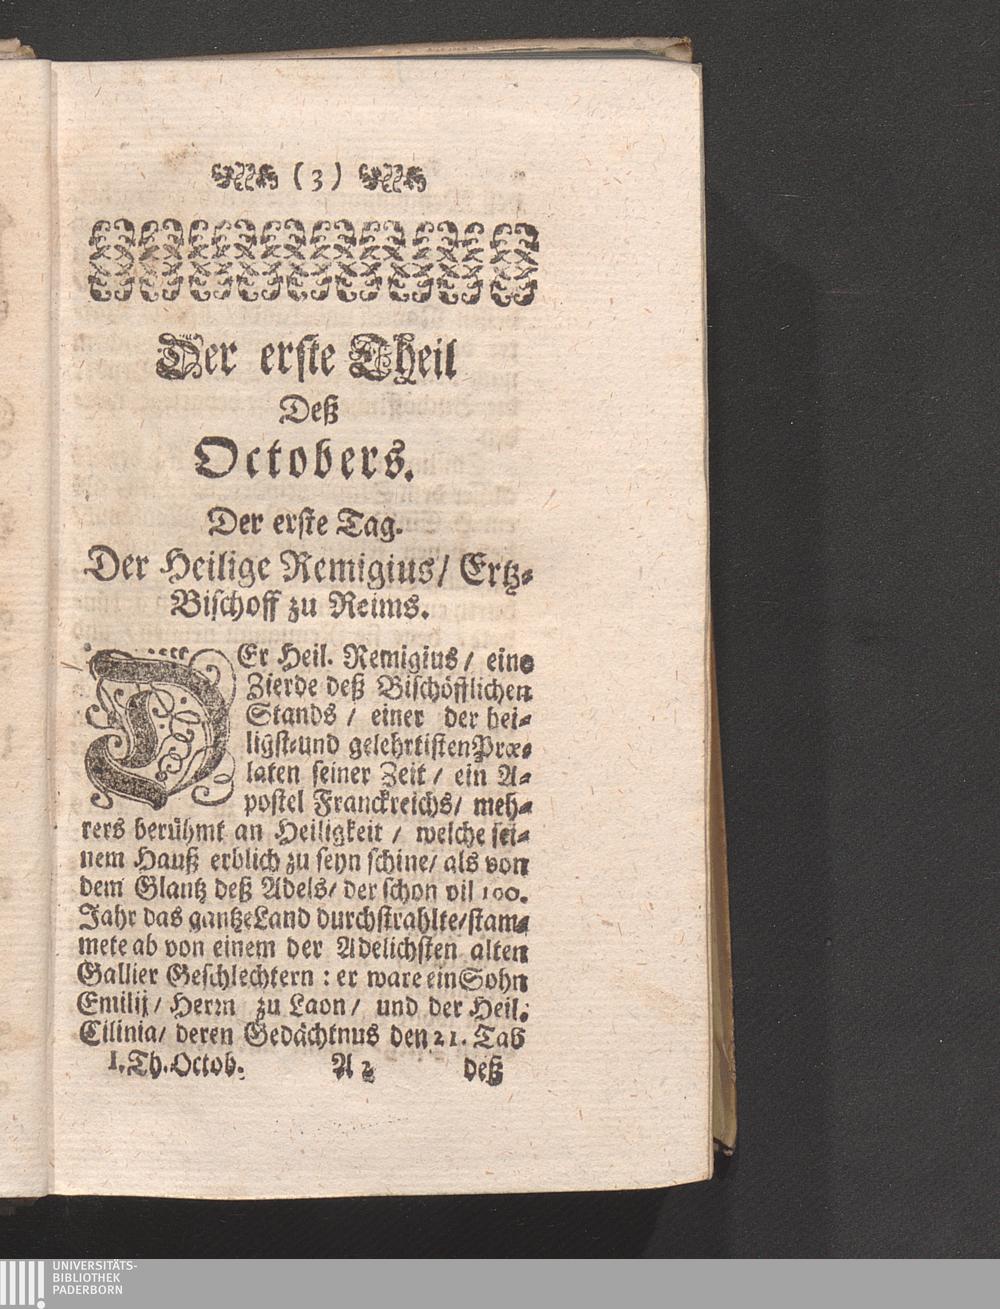 (3)
Der erste Theil
Deß
Octobers.
Der erste Tag.
Der Heilige Remigius/ Ertz-
Bischoff zu Reims.
DEr Heil. Remigius/ eine
Zierde deß Bischöfflichen
Stands/ einer der hei-
ligst-und gelehrtisten Præ-
laten seiner Zeit/ ein A-
postel Franckreichs/ meh-
rers berühmt an Heiligkeit/ welche sei-
nem Hauß erblich zu seyn schine/ als von
dem Glantz deß Adels/ der schon vil 100.
Jahr das gantze Land durchstrahlte/ stam-
mete ab von einem der Adelichsten alten
Gallier Geschlechtern: er ware ein Sohn
Emilij/ Herrn zu Laon/ und der Heil.
Cilinia/ deren Gedächtnus den 21. Tag
I. Th. Octob. A 2 deß
UNIVERSITÄTS-
BIBLIOTHEK
PADERBORN